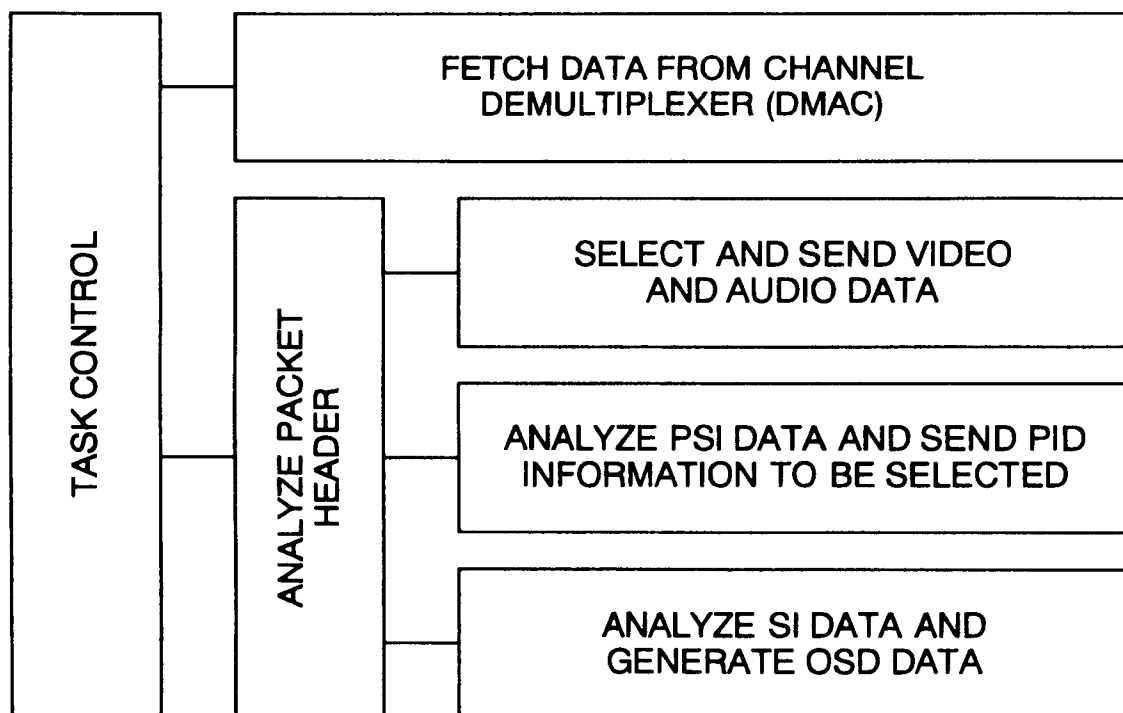 TASK CONTROL
FETCH DATA FROM CHANNEL
DEMULTIPLEXER (DMAC)
ANALYZE PACKET
HEADER
SELECT AND SEND VIDEO
AND AUDIO DATA
ANALYZE PSI DATA AND SEND PID
INFORMATION TO BE SELECTED
ANALYZE SI DATA AND
GENERATE OSD DATA